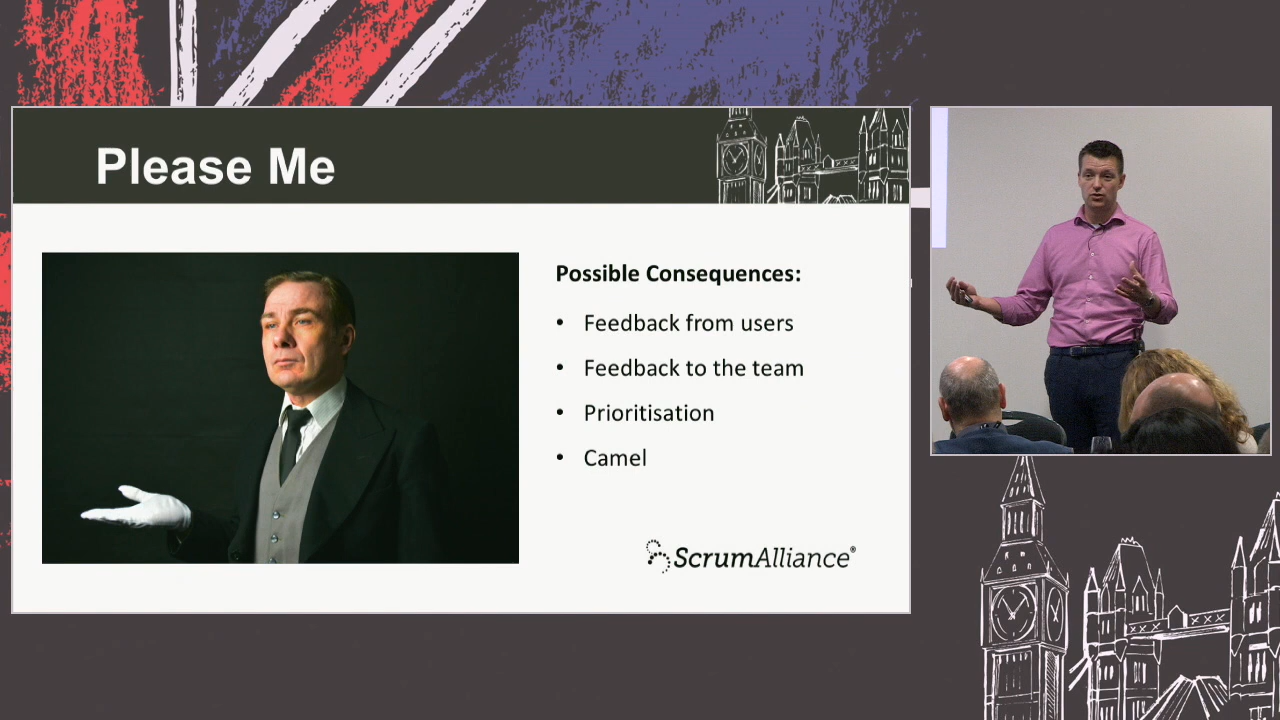 Please Me
Possible Consequences:
• Feedback from users
• Feedback to the team
• Prioritisation
• Camel
ScrumAlliance®